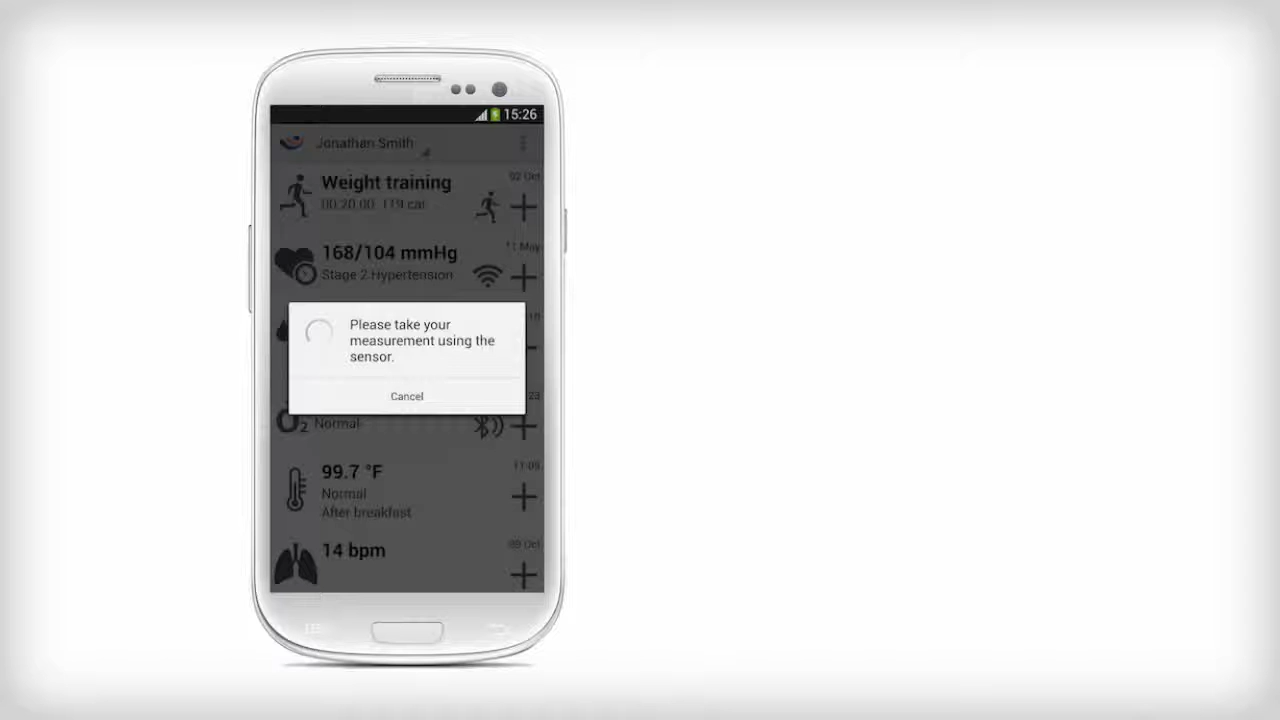 15:26
Jonathan Smith
02 Oct
Weight training
00:20:00 119 cal
11 May
168/104 mmHg
Stage 2 Hypertension
Please take your
measurement using the
sensor.
Cancel
23
O2 Normal
11:09
99.7 °F
Normal
After breakfast
09 Oct
14 bpm